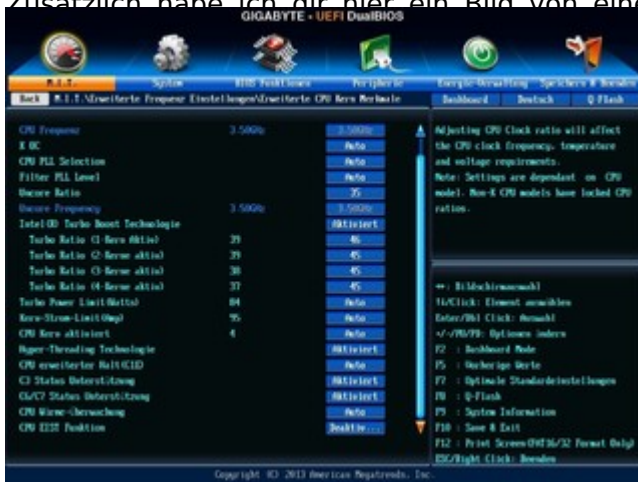 Zusätzlich habe ich dir hier ein Bild von eine
GIGABYTE - UEFI DualBIOS
M.I.T.
System
BIOS Funktionen
Peripherie
Energie-Verwaltung
Speichern & Beenden
Back M.I.T.\Erweiterte Frequenz Einstellungen\Erweiterte CPU Kern Merkmale
Dashboard Deutsch Q-Flash
CPU Frequenz 3.50GHz 3.50GHz
K OC Auto
CPU PLL Selection Auto
Filter PLL Level Auto
Uncore Ratio 35
Uncore Frequency 3.50GHz 3.50GHz
Intel(R) Turbo Boost Technologie Aktiviert
Turbo Ratio (1-Kern Aktiv) 39 46
Turbo Ratio (2-Kerne aktiv) 39 45
Turbo Ratio (3-Kerne aktiv) 38 45
Turbo Ratio (4-Kerne aktiv) 37 45
Turbo Power Limit(Watts) 84 Auto
Kern-Strom-Limit(Amp) 95 Auto
CPU Kern aktiviert 4 Auto
Hyper-Threading Technologie Aktiviert
CPU erweiterter Halt(C1E) Auto
C3 Status Unterstützung Aktiviert
C6/C7 Status Unterstützung Aktiviert
CPU Wärme-Überwachung Auto
CPU EIST Funktion Deaktiv...
Adjusting CPU Clock ratio will affect
the CPU clock frequency, temperature
and voltage requirements.
Note: Settings are dependant on CPU
model. Non-K CPU models have locked CPU
ratios.
↔: Bildschirmauswahl
↑↓/Click: Element auswählen
Enter/Dbl Click: Auswahl
+/-/PU/PD: Optionen ändern
F2 : Dashboard Mode
F5 : Vorherige Werte
F7 : Optimale Standardeinstellungen
F8 : Q-Flash
F9 : System Information
F10 : Save & Exit
F12 : Print Screen(FAT16/32 Format Only)
ESC/Right Click: Beenden
Copyright (C) 2013 American Megatrends, Inc.